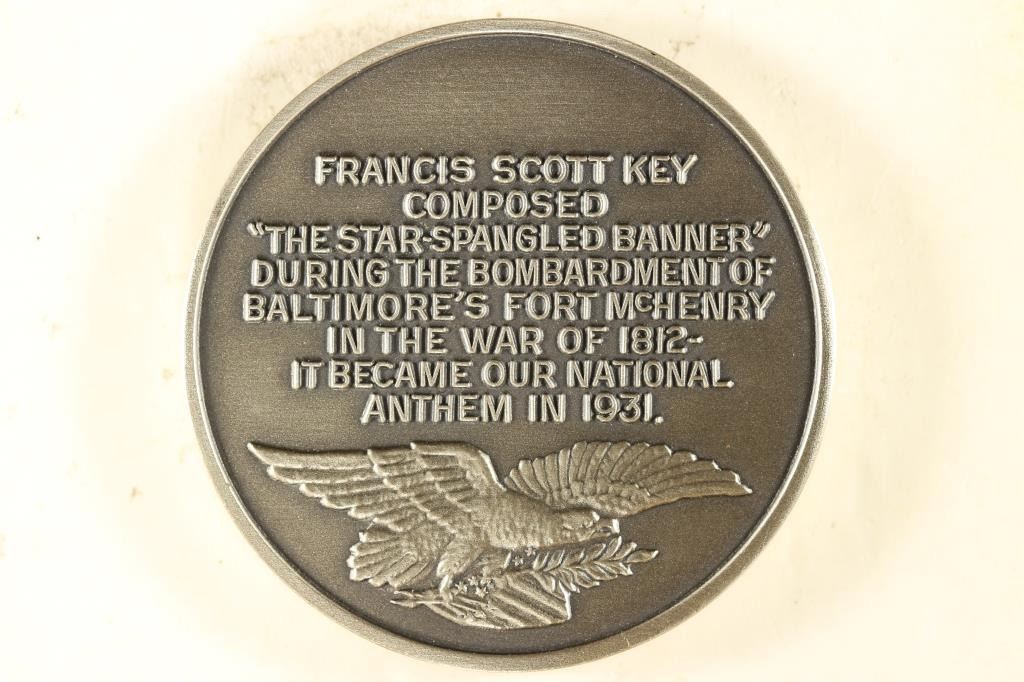 FRANCIS SCOTT KEY
COMPOSED
“THE STAR-SPANGLED BANNER”
DURING THE BOMBARDMENT OF
BALTIMORE'S FORT McHENRY
IN THE WAR OF 1812-
IT BECAME OUR NATIONAL
ANTHEM IN 1931.